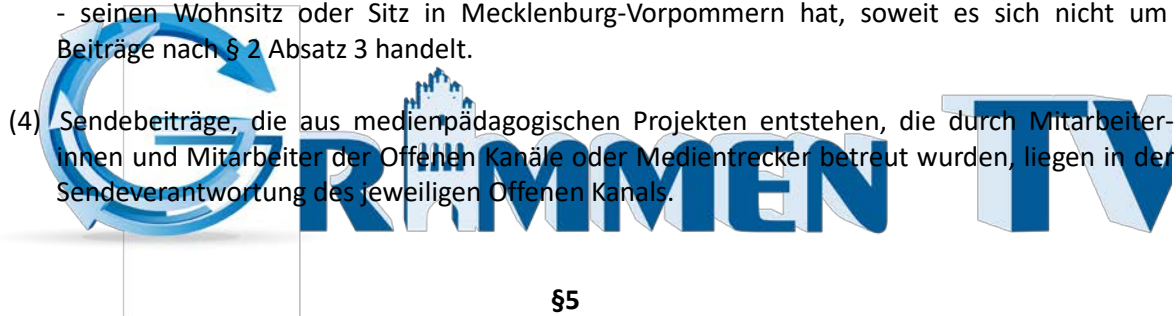 - seinen Wohnsitz oder Sitz in Mecklenburg-Vorpommern hat, soweit es sich nicht um
Beiträge nach § 2 Absatz 3 handelt.
(4) Sendebeiträge, die aus medienpädagogischen Projekten entstehen, die durch Mitarbeiter-
innen und Mitarbeiter der Offenen Kanäle oder Medientrecker betreut wurden, liegen in der
Sendeverantwortung des jeweiligen Offenen Kanals.
GRIMMEN TV
§5